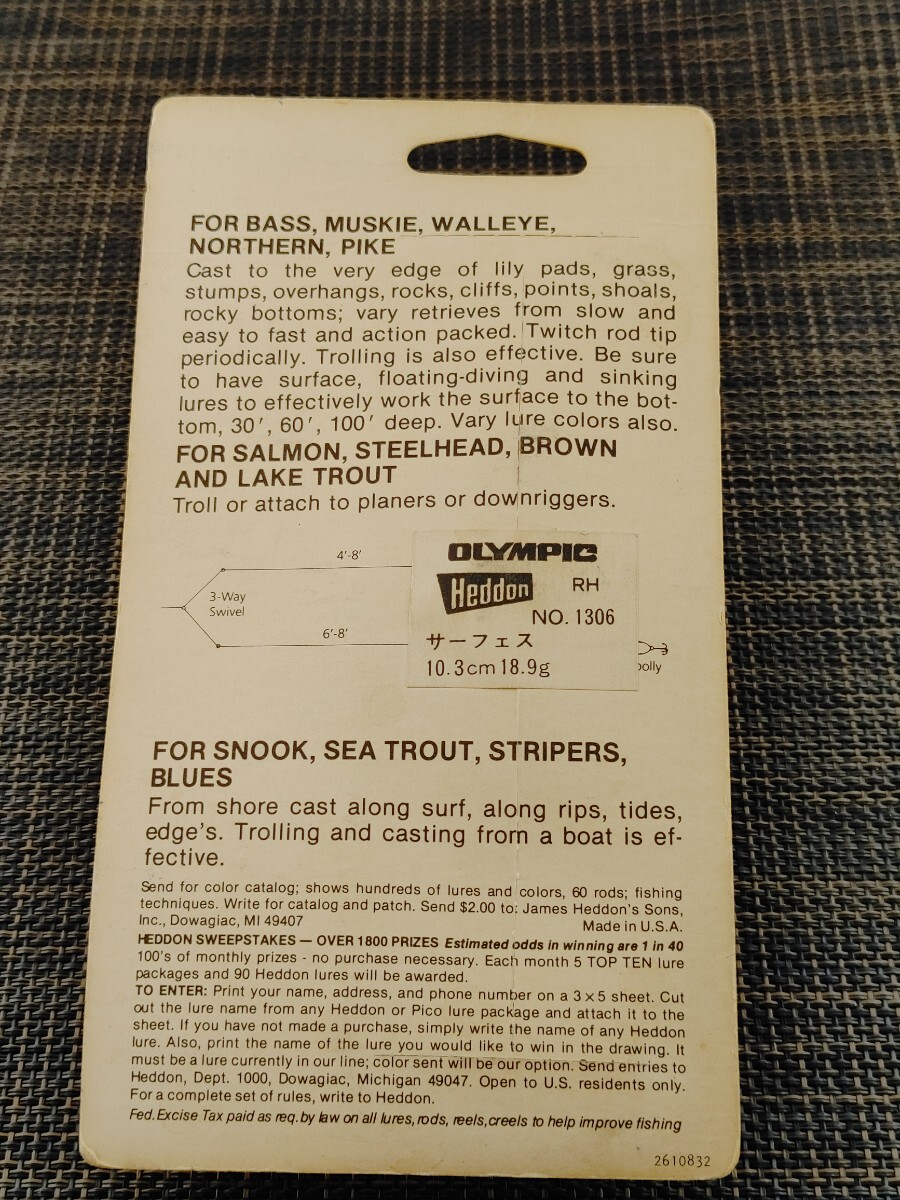 FOR BASS, MUSKIE, WALLEYE,
NORTHERN, PIKE
Cast to the very edge of lily pads, grass,
stumps, overhangs, rocks, cliffs, points, shoals,
rocky bottoms; vary retrieves from slow and
easy to fast and action packed. Twitch rod tip
periodically. Trolling is also effective. Be sure
to have surface, floating-diving and sinking
lures to effectively work the surface to the bot-
tom, 30', 60', 100' deep. Vary lure colors also.
FOR SALMON, STEELHEAD, BROWN
AND LAKE TROUT
Troll or attach to planers or downriggers.
4'-8'
3-Way
Swivel
6'-8'
OLYMPIC
Heddon RH
NO. 1306
サーフェス
10.3cm 18.9g
olly
FOR SNOOK, SEA TROUT, STRIPERS,
BLUES
From shore cast along surf, along rips, tides,
edge's. Trolling and casting from a boat is ef-
fective.
Send for color catalog; shows hundreds of lures and colors, 60 rods; fishing
techniques. Write for catalog and patch. Send $2.00 to: James Heddon's Sons,
Inc., Dowagiac, MI 49407 Made in U.S.A.
HEDDON SWEEPSTAKES — OVER 1800 PRIZES Estimated odds in winning are 1 in 40
100's of monthly prizes - no purchase necessary. Each month 5 TOP TEN lure
packages and 90 Heddon lures will be awarded.
TO ENTER: Print your name, address, and phone number on a 3 x 5 sheet. Cut
out the lure name from any Heddon or Pico lure package and attach it to the
sheet. If you have not made a purchase, simply write the name of any Heddon
lure. Also, print the name of the lure you would like to win in the drawing. It
must be a lure currently in our line; color sent will be our option. Send entries to
Heddon, Dept. 1000, Dowagiac, Michigan 49047. Open to U.S. residents only.
For a complete set of rules, write to Heddon.
Fed. Excise Tax paid as req. by law on all lures, rods, reels, creels to help improve fishing
2610832